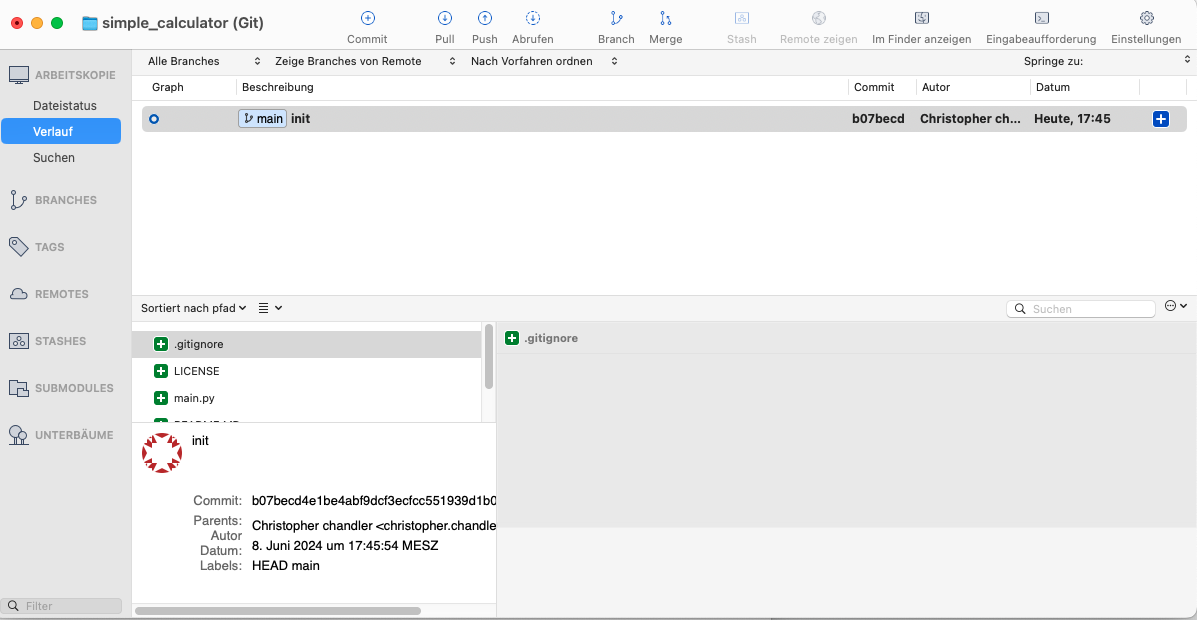 simple_calculator (Git)
Commit Pull Push Abrufen Branch Merge Stash Remote zeigen Im Finder anzeigen Eingabeaufforderung Einstellungen
ARBEITSKOPIE
Dateistatus
Verlauf
Suchen
BRANCHES
TAGS
REMOTES
STASHES
SUBMODULES
UNTERBÄUME
Filter
Alle Branches Zeige Branches von Remote Nach Vorfahren ordnen Springe zu:
Graph Beschreibung Commit Autor Datum
main init b07becd Christopher ch... Heute, 17:45
Sortiert nach pfad Suchen
.gitignore
LICENSE
main.py
.gitignore
init
Commit: b07becd4e1be4abf9dcf3ecfcc551939d1b0
Parents:
Autor Christopher chandler <christopher.chandle
Datum: 8. Juni 2024 um 17:45:54 MESZ
Labels: HEAD main